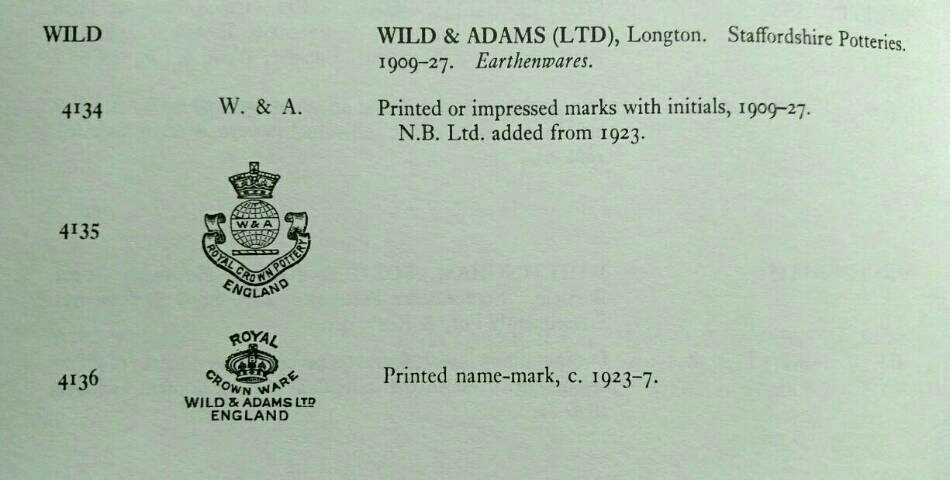 WILD WILD & ADAMS (LTD), Longton. Staffordshire Potteries.
1909–27. Earthenwares.
4134 W. & A. Printed or impressed marks with initials, 1909–27.
N.B. Ltd. added from 1923.
4135
W & A
ROYAL CROWN POTTERY
ENGLAND
ROYAL
CROWN WARE
4136 Printed name-mark, c. 1923–7.
WILD & ADAMS LTD
ENGLAND